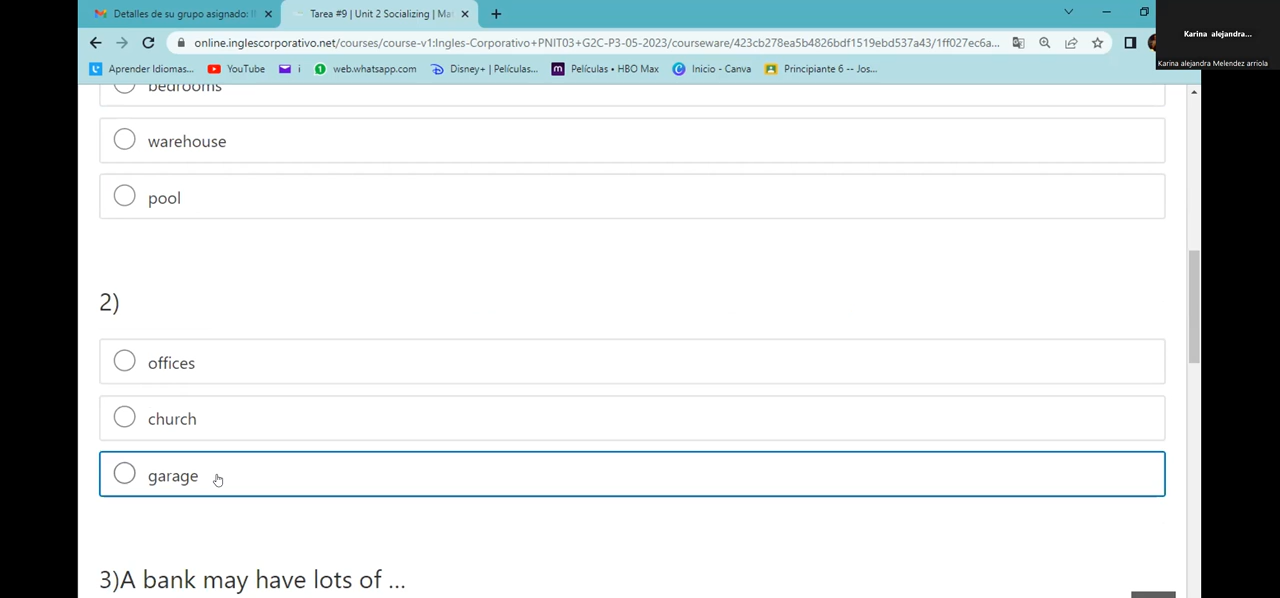 Detalles de su grupo asignado: I
Tarea #9 | Unit 2 Socializing | Ma
Karina alejandra...
Karina alejandra Melendez arriola
online.inglescorporativo.net/courses/course-v1:Ingles-Corporativo+PNIT03+G2C-P3-05-2023/courseware/423cb278ea5b4826bdf1519ebd537a43/1ff027ec6a...
Aprender Idiomas... YouTube i web.whatsapp.com Disney+ | Películas... Películas • HBO Max Inicio - Canva Principiante 6 -- Jos...
bedrooms
warehouse
pool
2)
offices
church
garage
3)A bank may have lots of ...